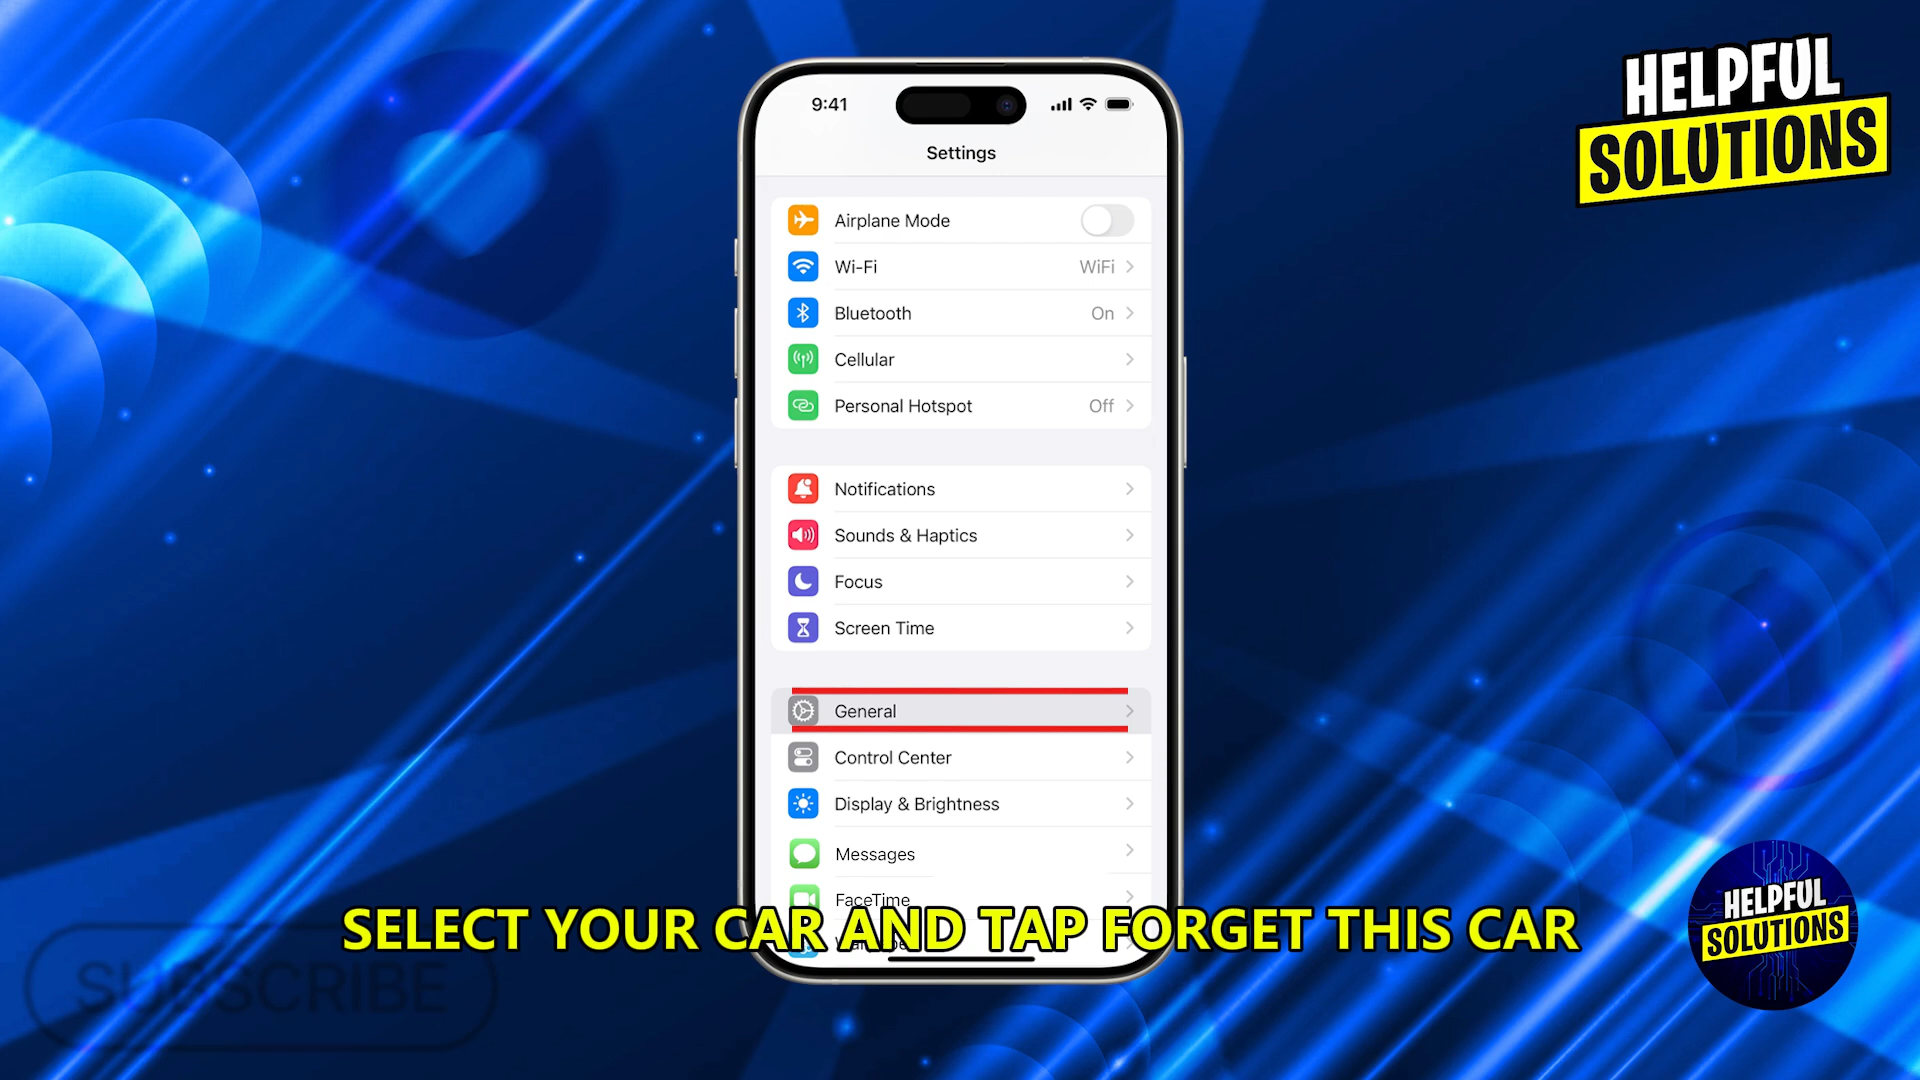 HELPFUL
SOLUTIONS
9:41
Settings
Airplane Mode
Wi-Fi WiFi
Bluetooth On
Cellular
Personal Hotspot Off
Notifications
Sounds & Haptics
Focus
Screen Time
General
Control Center
Display & Brightness
Messages
FaceTime
SELECT YOUR CAR AND TAP FORGET THIS CAR
SUBSCRIBE
HELPFUL
SOLUTIONS